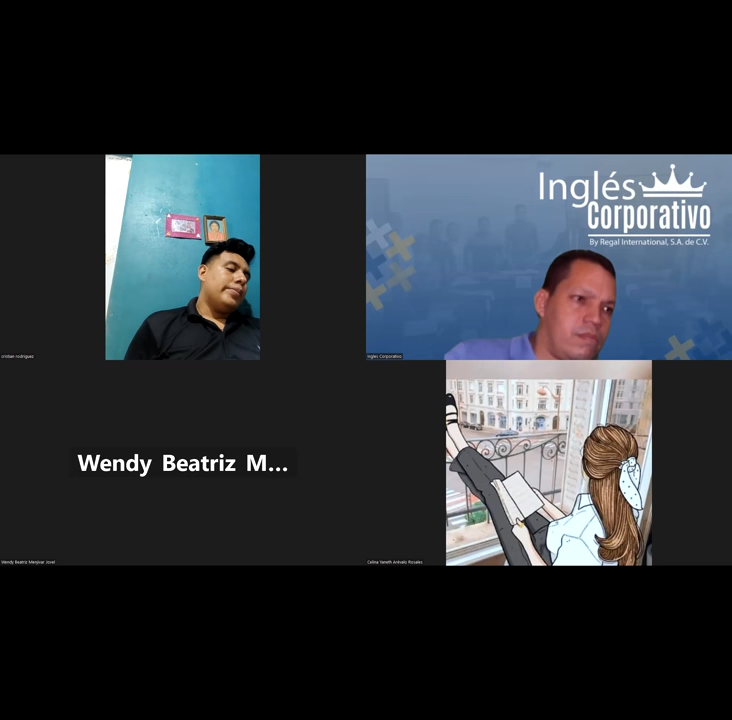 Inglés
Corporativo
By Regal International, S.A. de C.V.
cristian rodriguez
Ingles Corporativo
Wendy Beatriz M...
Wendy Beatriz Menjivar Jovel
Celina Yaneth Arévalo Rosales